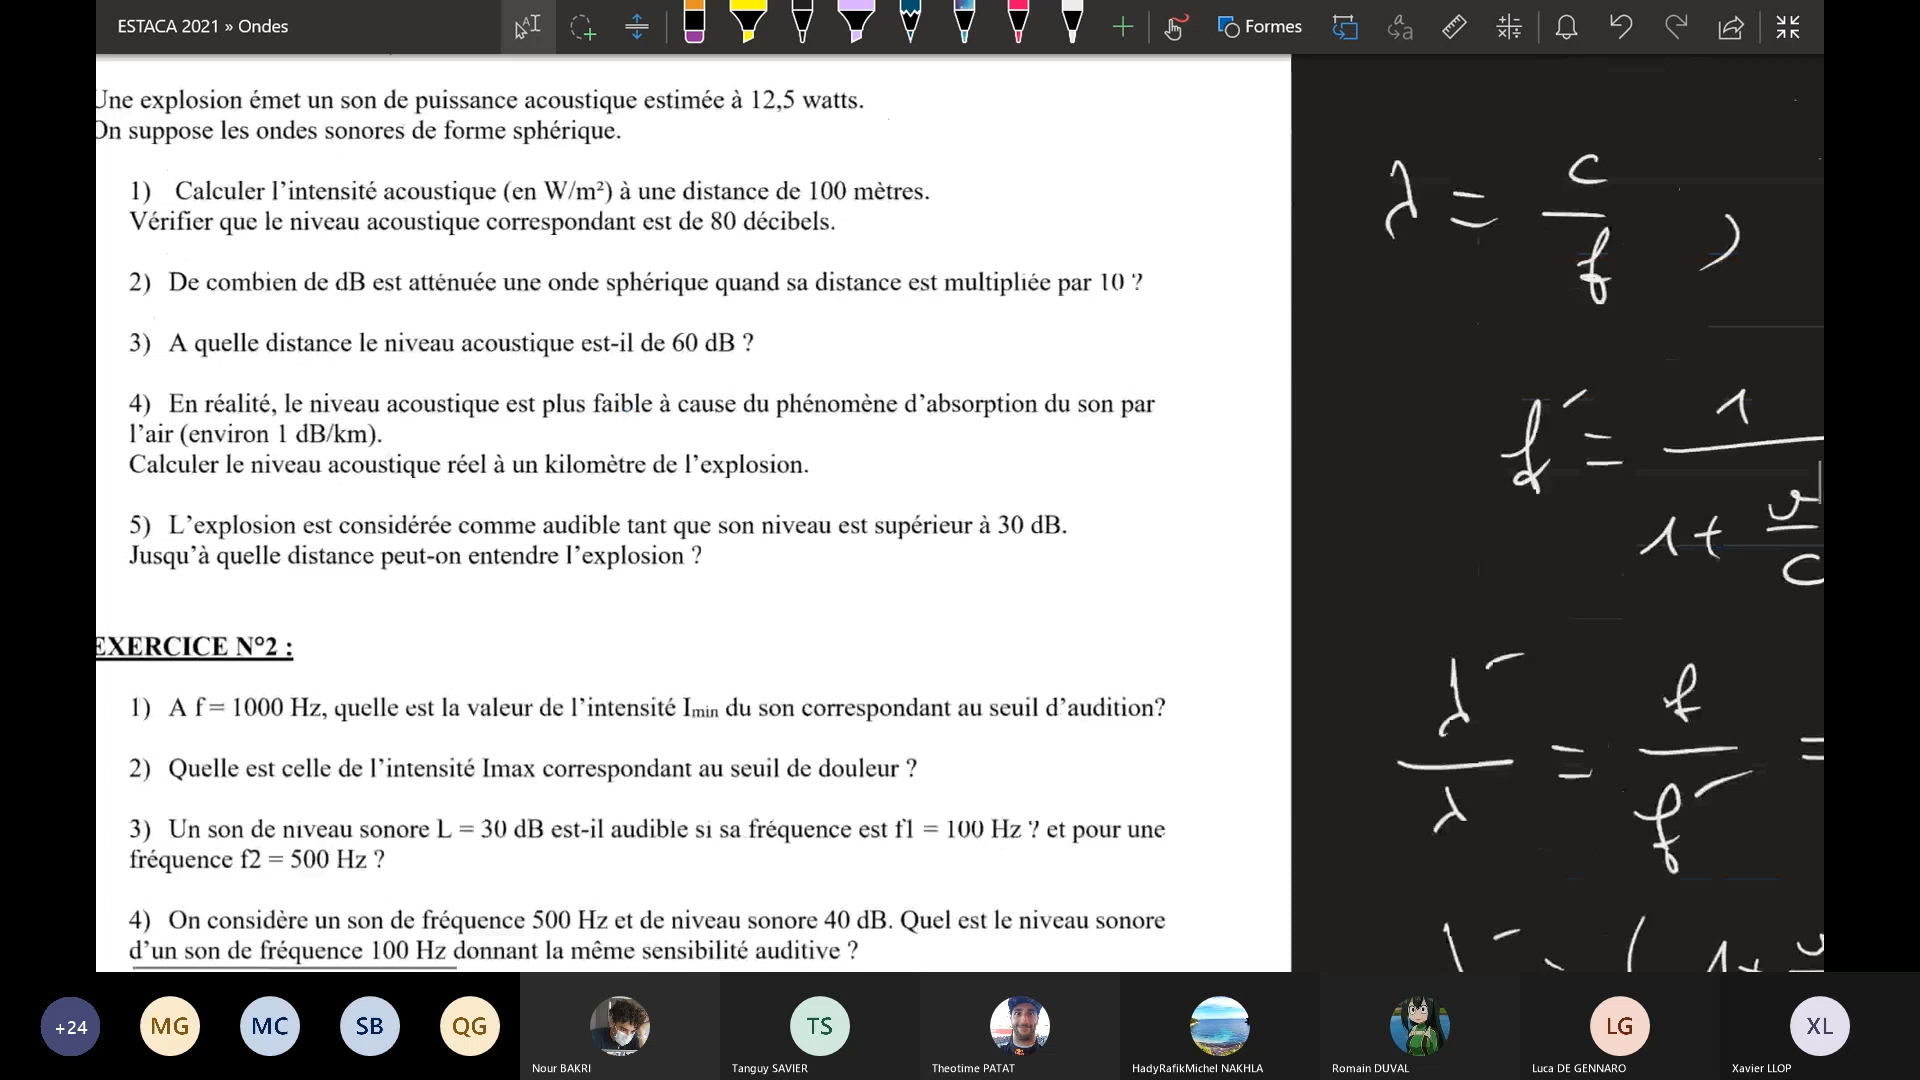 ESTACA 2021 » Ondes
Formes
Une explosion émet un son de puissance acoustique estimée à 12,5 watts.
On suppose les ondes sonores de forme sphérique.
1) Calculer l'intensité acoustique (en W/m²) à une distance de 100 mètres.
Vérifier que le niveau acoustique correspondant est de 80 décibels.
2) De combien de dB est atténuée une onde sphérique quand sa distance est multipliée par 10 ?
3) A quelle distance le niveau acoustique est-il de 60 dB ?
4) En réalité, le niveau acoustique est plus faible à cause du phénomène d'absorption du son par
l'air (environ 1 dB/km).
Calculer le niveau acoustique réel à un kilomètre de l'explosion.
5) L'explosion est considérée comme audible tant que son niveau est supérieur à 30 dB.
Jusqu'à quelle distance peut-on entendre l'explosion ?
EXERCICE N°2 :
1) A f = 1000 Hz, quelle est la valeur de l'intensité Imin du son correspondant au seuil d'audition?
2) Quelle est celle de l'intensité Imax correspondant au seuil de douleur ?
3) Un son de niveau sonore L = 30 dB est-il audible si sa fréquence est f1 = 100 Hz ? et pour une
fréquence f2 = 500 Hz ?
4) On considère un son de fréquence 500 Hz et de niveau sonore 40 dB. Quel est le niveau sonore
d'un son de fréquence 100 Hz donnant la même sensibilité auditive ?
λ = c / f ,
f' = 1 / (1 + v/c
λ' / λ = f / f' =
+24
MG
MC
SB
QG
TS
LG
XL
Nour BAKRI
Tanguy SAVIER
Theotime PATAT
HadyRafikMichel NAKHLA
Romain DUVAL
Luca DE GENNARO
Xavier LLOP